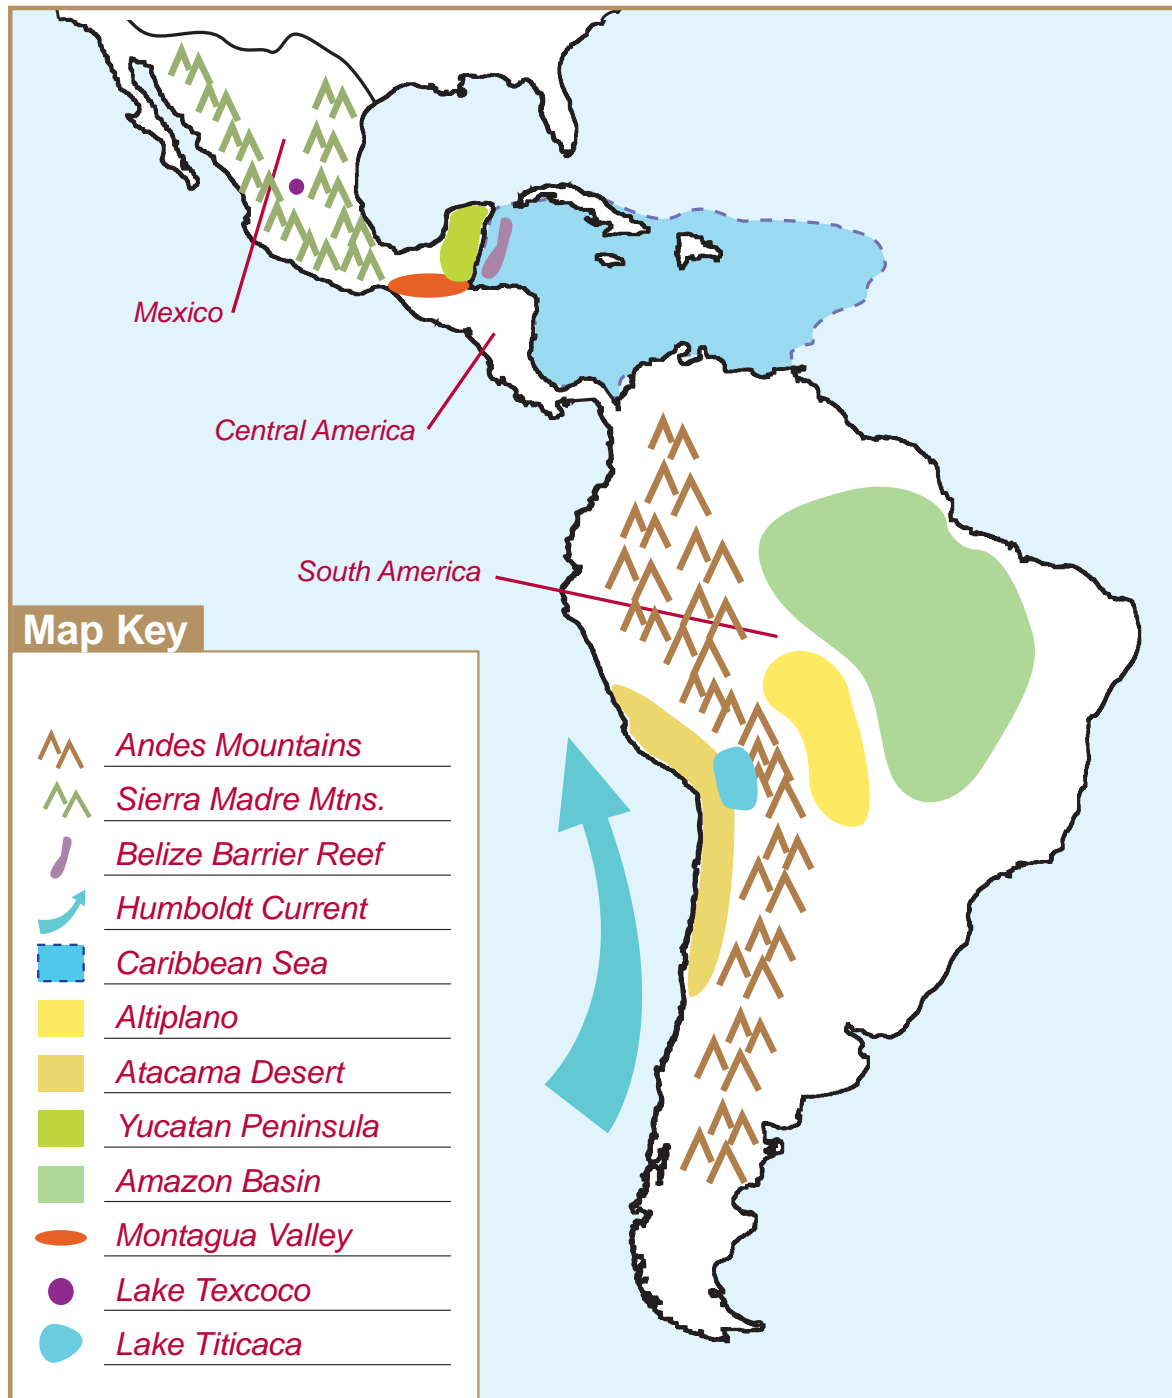 Mexico
Central America
South America
Map Key
Andes Mountains
Sierra Madre Mtns.
Belize Barrier Reef
Humboldt Current
Caribbean Sea
Altiplano
Atacama Desert
Yucatan Peninsula
Amazon Basin
Montagua Valley
Lake Texcoco
Lake Titicaca